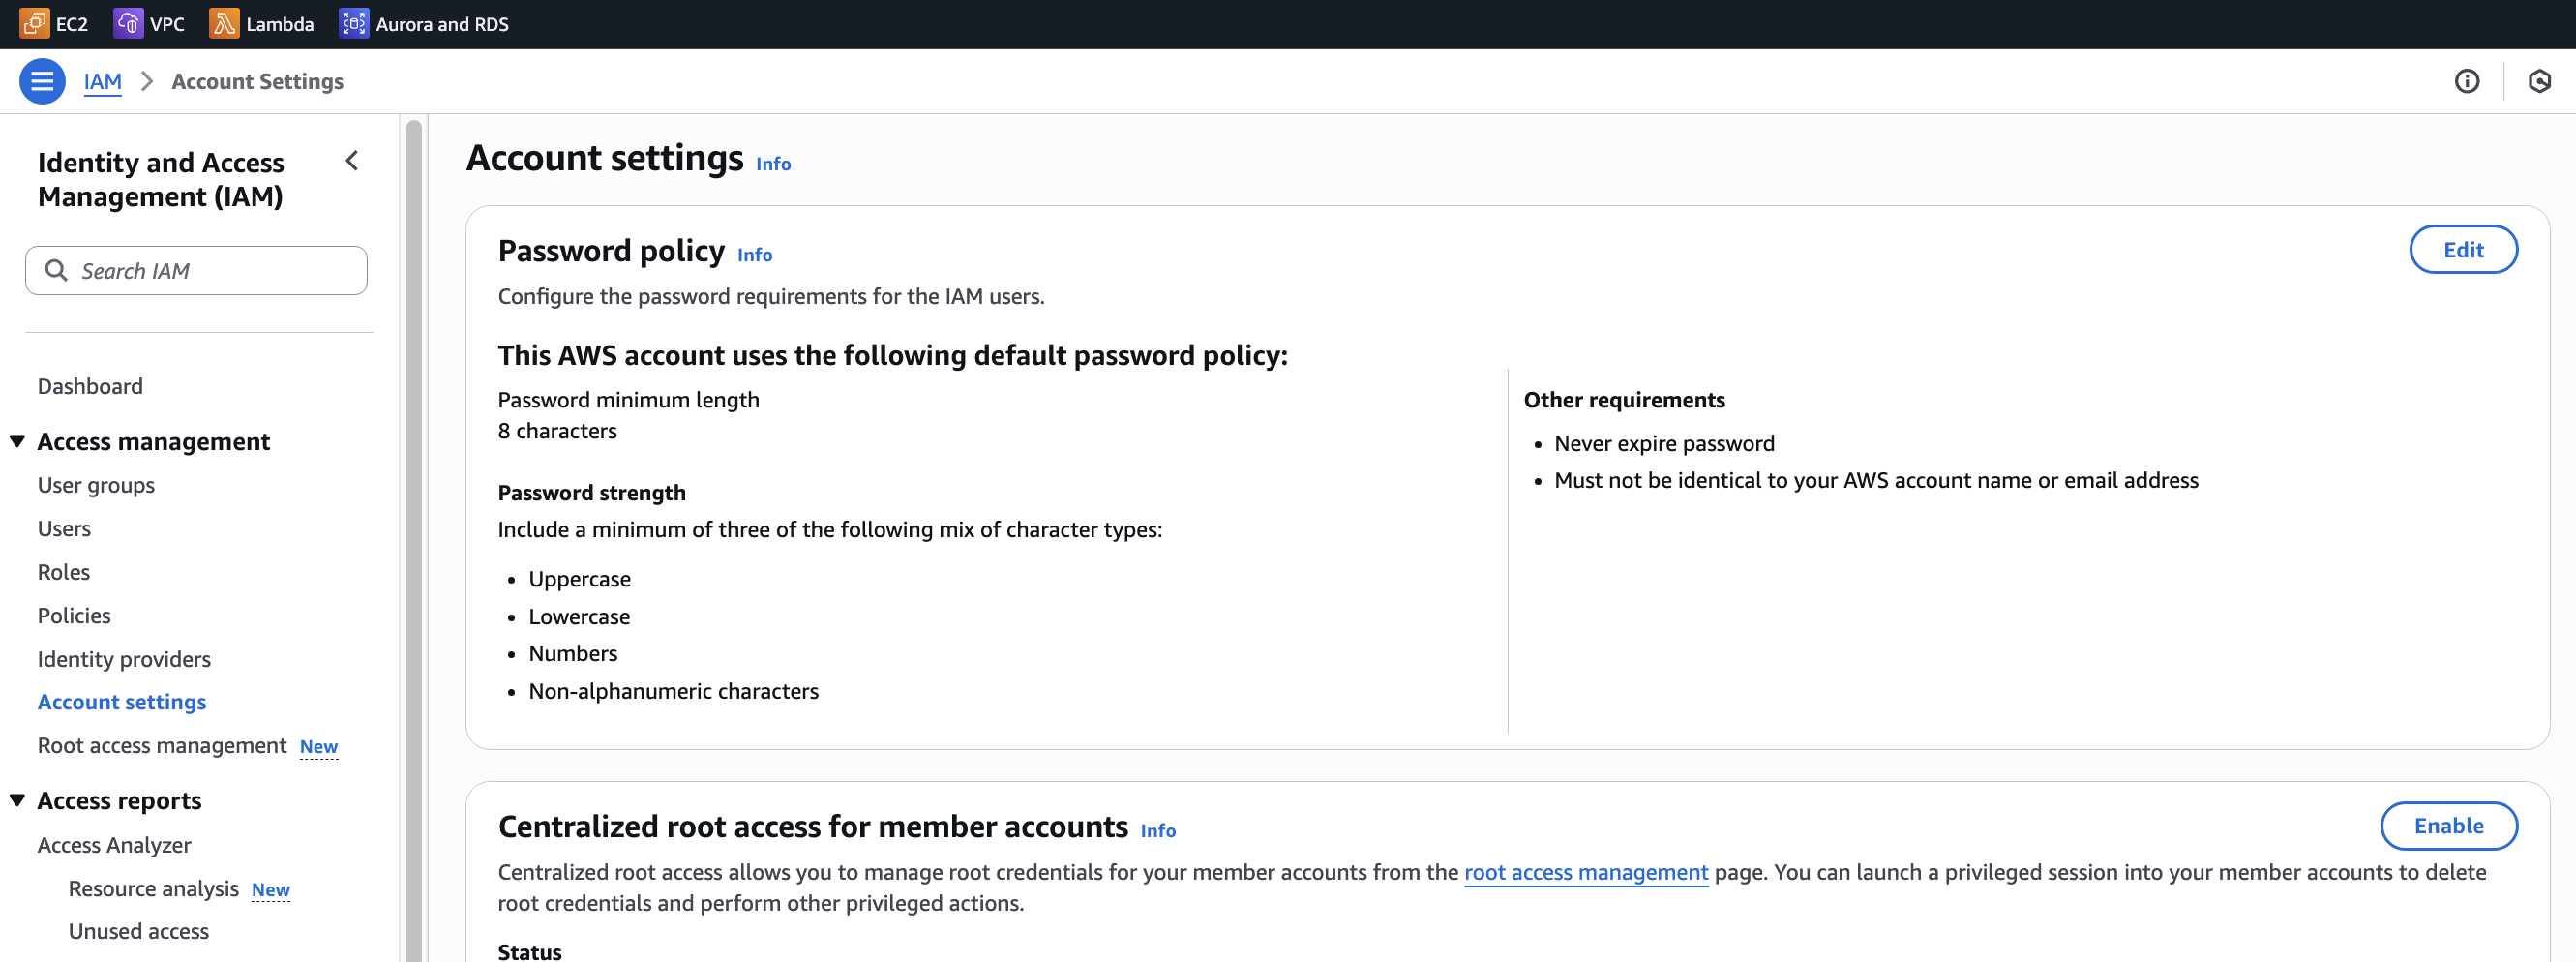 EC2 VPC Lambda Aurora and RDS
IAM Account Settings
Identity and Access
Management (IAM)
Search IAM
Dashboard
Access management
User groups
Users
Roles
Policies
Identity providers
Account settings
Root access management New
Access reports
Access Analyzer
Resource analysis New
Unused access
Account settings Info
Password policy Info
Edit
Configure the password requirements for the IAM users.
This AWS account uses the following default password policy:
Password minimum length
8 characters
Password strength
Include a minimum of three of the following mix of character types:
• Uppercase
• Lowercase
• Numbers
• Non-alphanumeric characters
Other requirements
• Never expire password
• Must not be identical to your AWS account name or email address
Centralized root access for member accounts Info
Enable
Centralized root access allows you to manage root credentials for your member accounts from the root access management page. You can launch a privileged session into your member accounts to delete
root credentials and perform other privileged actions.
Status